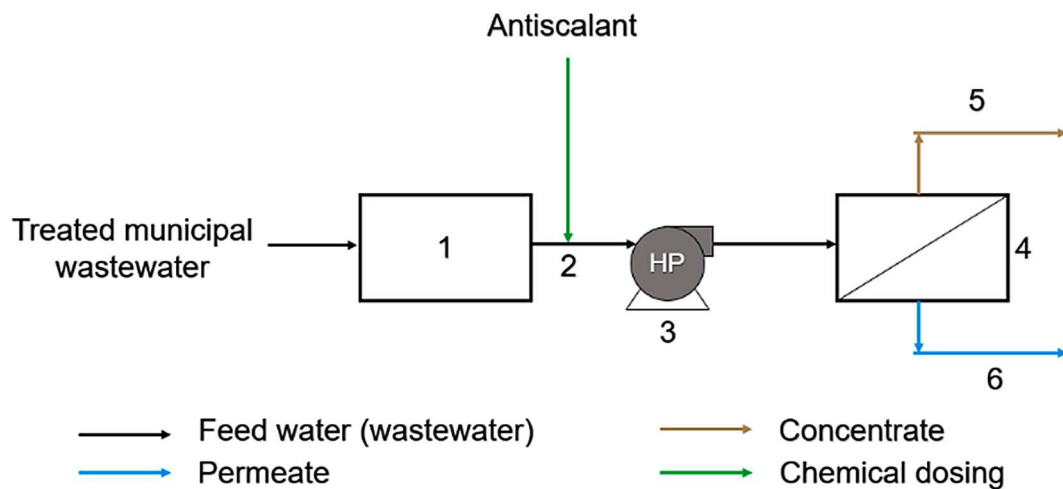 Antiscalant
5
Treated municipal
wastewater
1
2
HP
3
4
6
Feed water (wastewater)
Concentrate
Permeate
Chemical dosing